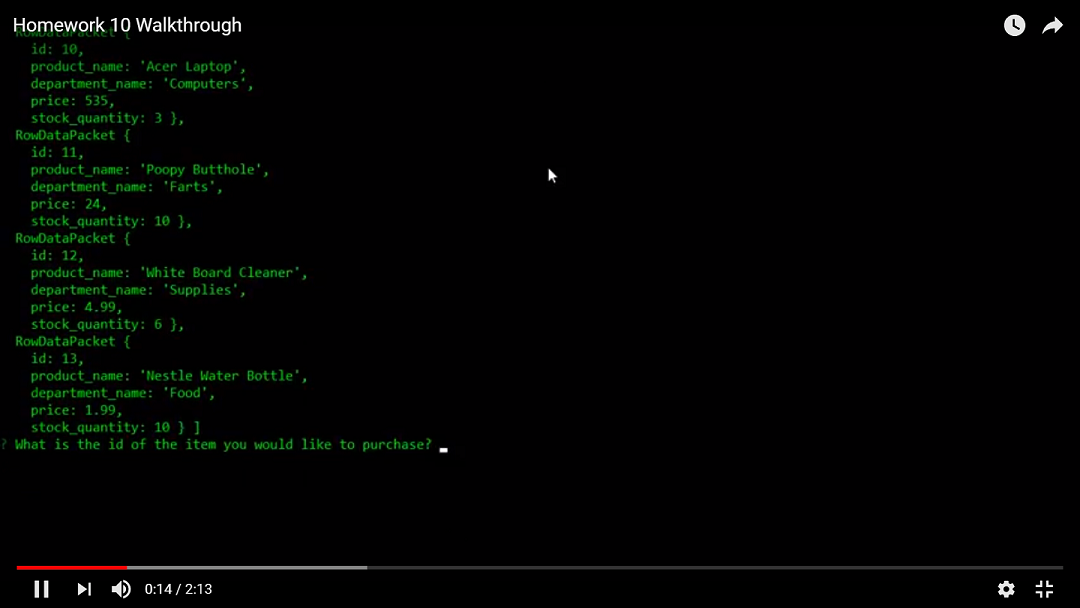 Homework 10 Walkthrough
RowDataPacket {
id: 10,
product_name: 'Acer Laptop',
department_name: 'Computers',
price: 535,
stock_quantity: 3 },
RowDataPacket {
id: 11,
product_name: 'Poopy Butthole',
department_name: 'Farts',
price: 24,
stock_quantity: 10 },
RowDataPacket {
id: 12,
product_name: 'White Board Cleaner',
department_name: 'Supplies',
price: 4.99,
stock_quantity: 6 },
RowDataPacket {
id: 13,
product_name: 'Nestle Water Bottle',
department_name: 'Food',
price: 1.99,
stock_quantity: 10 } ]
? What is the id of the item you would like to purchase?
0:14 / 2:13